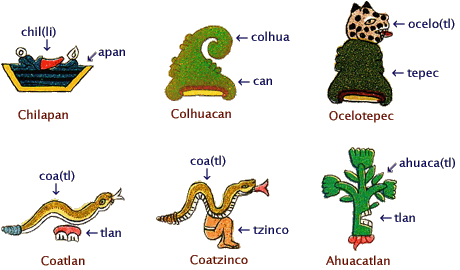 chil(li)
apan
Chilapan
colhua
can
Colhuacan
ocelo(tl)
tepec
Ocelotepec
coa(tl)
tlan
Coatlan
coa(tl)
tzinco
Coatzinco
ahuaca(tl)
tlan
Ahuacatlan